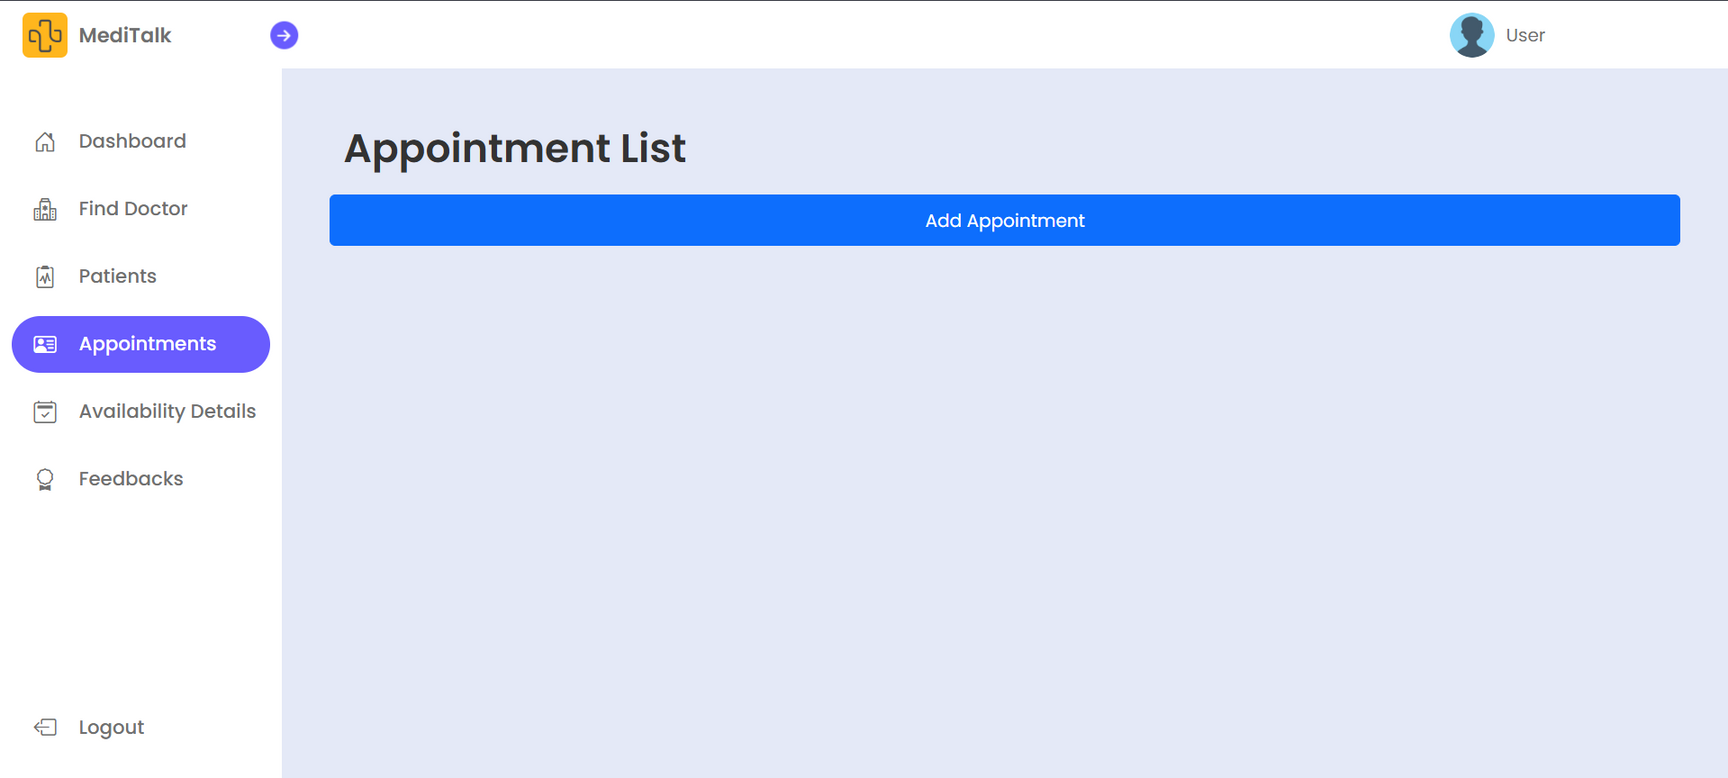 MediTalk
User
Dashboard
Find Doctor
Patients
Appointments
Availability Details
Feedbacks
Logout
Appointment List
Add Appointment